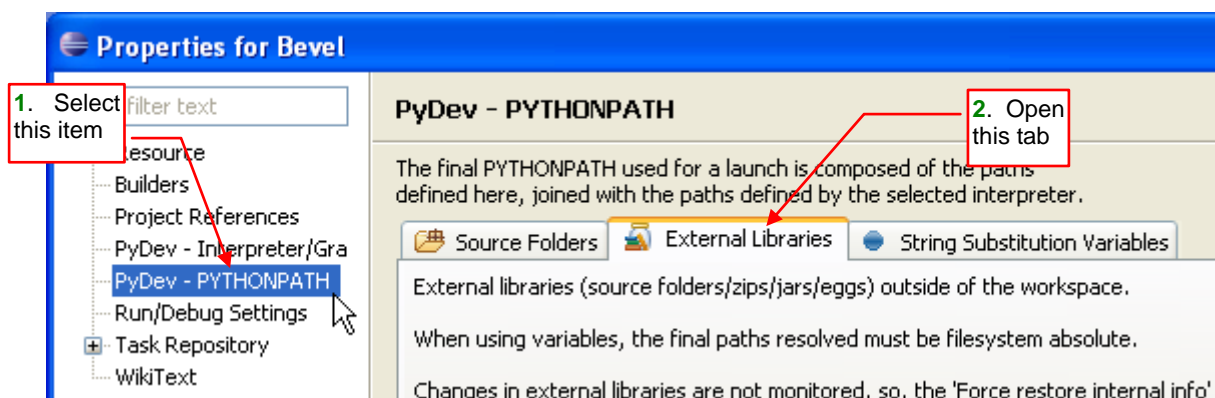 Properties for Bevel
1. Select
this item
filter text
esource
Builders
Project References
PyDev - Interpreter/Gra
PyDev - PYTHONPATH
Run/Debug Settings
Task Repository
WikiText
PyDev - PYTHONPATH
2. Open
this tab
The final PYTHONPATH used for a launch is composed of the paths
defined here, joined with the paths defined by the selected interpreter.
Source Folders
External Libraries
String Substitution Variables
External libraries (source folders/zips/jars/eggs) outside of the workspace.
When using variables, the final paths resolved must be filesystem absolute.
Changes in external libraries are not monitored, so, the 'Force restore internal info'